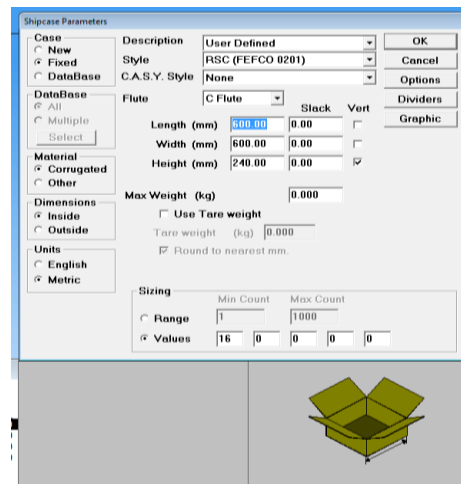 Shipcase Parameters
Case
New
Fixed
DataBase
DataBase
All
Multiple
Select
Material
Corrugated
Other
Dimensions
Inside
Outside
Units
English
Metric
Description User Defined
Style RSC (FEFCO 0201)
C.A.S.Y. Style None
Flute C Flute
Slack Vert
Length (mm) 600.00 0.00
Width (mm) 600.00 0.00
Height (mm) 240.00 0.00
Max Weight (kg) 0.000
Use Tare weight
Tare weight (kg) 0.000
Round to nearest mm.
Sizing
Min Count Max Count
Range 1 1000
Values 16 0 0 0 0
OK
Cancel
Options
Dividers
Graphic